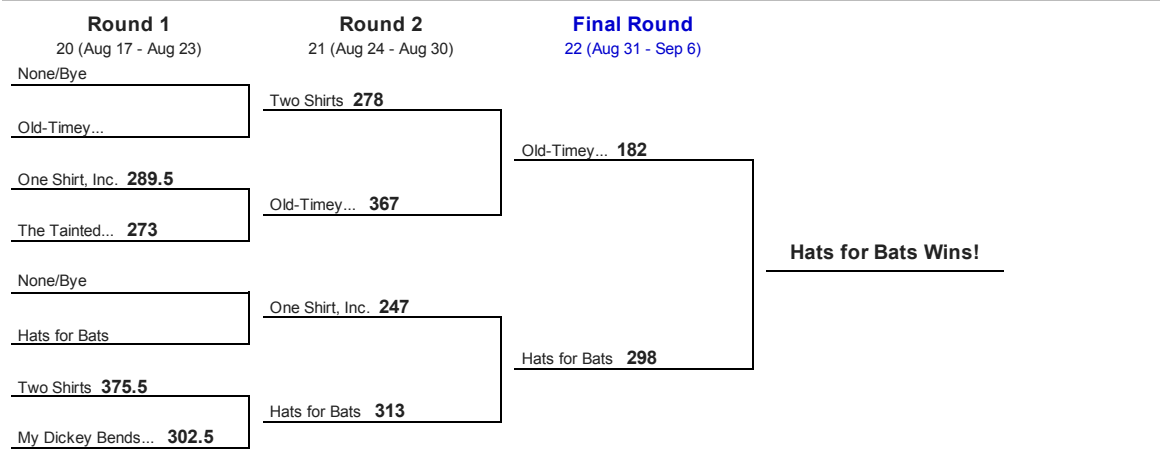 Round 1
20 (Aug 17 - Aug 23)
Round 2
21 (Aug 24 - Aug 30)
Final Round
22 (Aug 31 - Sep 6)
None/Bye
Old-Timey...
One Shirt, Inc. 289.5
The Tainted... 273
None/Bye
Hats for Bats
Two Shirts 375.5
My Dickey Bends... 302.5
Two Shirts 278
Old-Timey... 367
One Shirt, Inc. 247
Hats for Bats 313
Old-Timey... 182
Hats for Bats 298
Hats for Bats Wins!